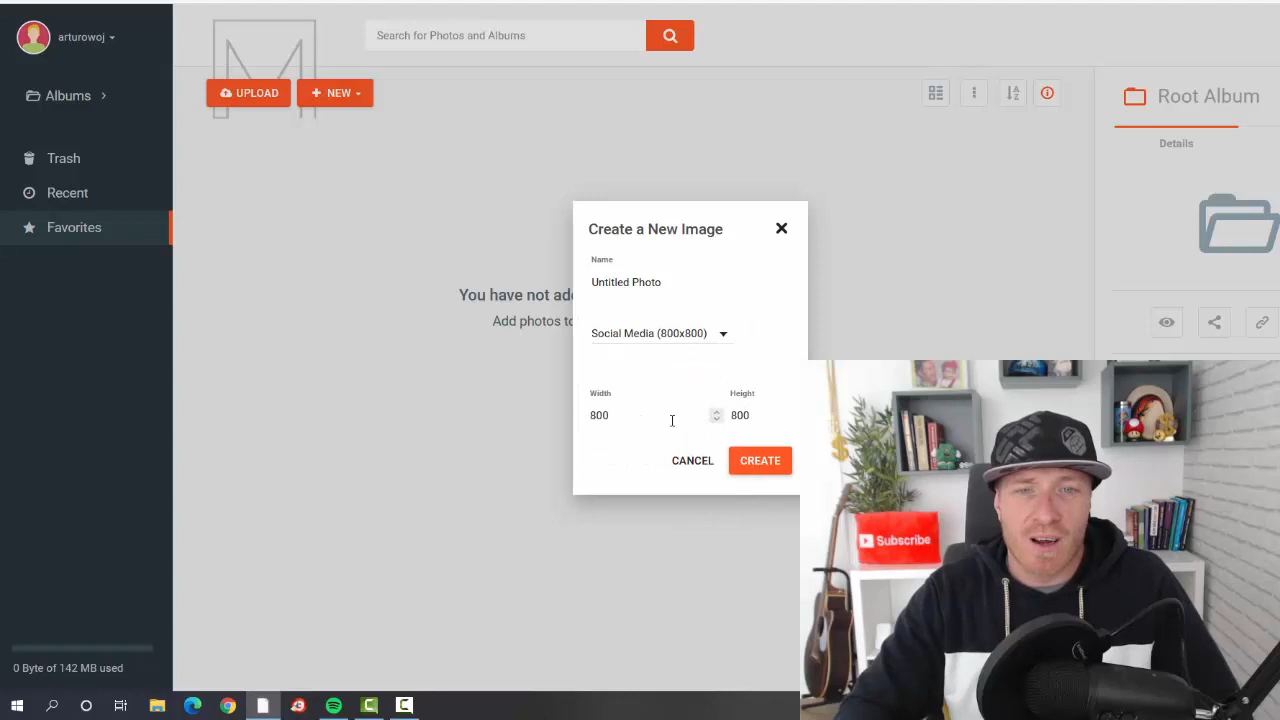 arturowoj
Search for Photos and Albums
Albums
UPLOAD
NEW
Root Album
Details
Trash
Recent
Favorites
Create a New Image
Name
Untitled Photo
You have not ad
Add photos to
Social Media (800x800)
Width
Height
800
800
CANCEL
CREATE
Subscribe
0 Byte of 142 MB used